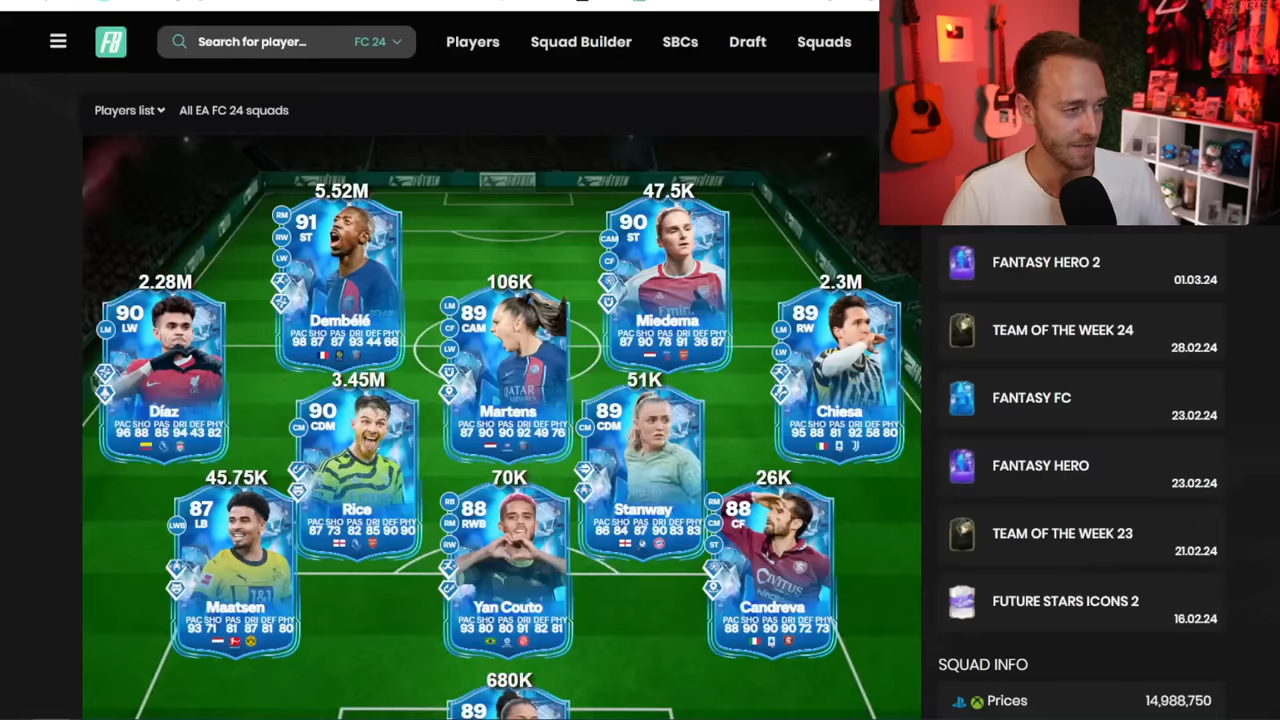 FB
Search for player...
FC 24
Players
Squad Builder
SBCs
Draft
Squads
Players list
All EA FC 24 squads
5.52M
RM
RW
LW
91
ST
Dembélé
PAC SHO PAS DRI DEF PHY
98 87 87 93 44 66
47.5K
CAM
CF
90
ST
Miedema
PAC SHO PAS DRI DEF PHY
87 90 78 91 36 87
2.28M
LM
90
LW
Díaz
PAC SHO PAS DRI DEF PHY
96 88 85 94 43 82
106K
LM
CF
LW
89
CAM
QATAR
Martens
PAC SHO PAS DRI DEF PHY
87 90 90 92 49 76
2.3M
LM
LW
89
RW
Chiesa
PAC SHO PAS DRI DEF PHY
95 88 81 92 58 80
3.45M
CM
90
CDM
Rice
PAC SHO PAS DRI DEF PHY
87 73 82 85 90 90
51K
CM
89
CDM
Stanway
PAC SHO PAS DRI DEF PHY
86 84 87 90 83 83
45.75K
LWB
87
LB
1&1
Maatsen
PAC SHO PAS DRI DEF PHY
93 71 81 87 81 80
70K
RB
RM
RW
88
RWB
Yan Couto
PAC SHO PAS DRI DEF PHY
93 80 80 91 82 81
26K
RM
CM
ST
88
CF
CIVITUS
Candreva
PAC SHO PAS DRI DEF PHY
88 90 90 90 72 73
680K
89
FANTASY HERO 2
01.03.24
TEAM OF THE WEEK 24
28.02.24
FANTASY FC
23.02.24
FANTASY HERO
23.02.24
TEAM OF THE WEEK 23
21.02.24
FUTURE STARS ICONS 2
16.02.24
SQUAD INFO
Prices
14,988,750